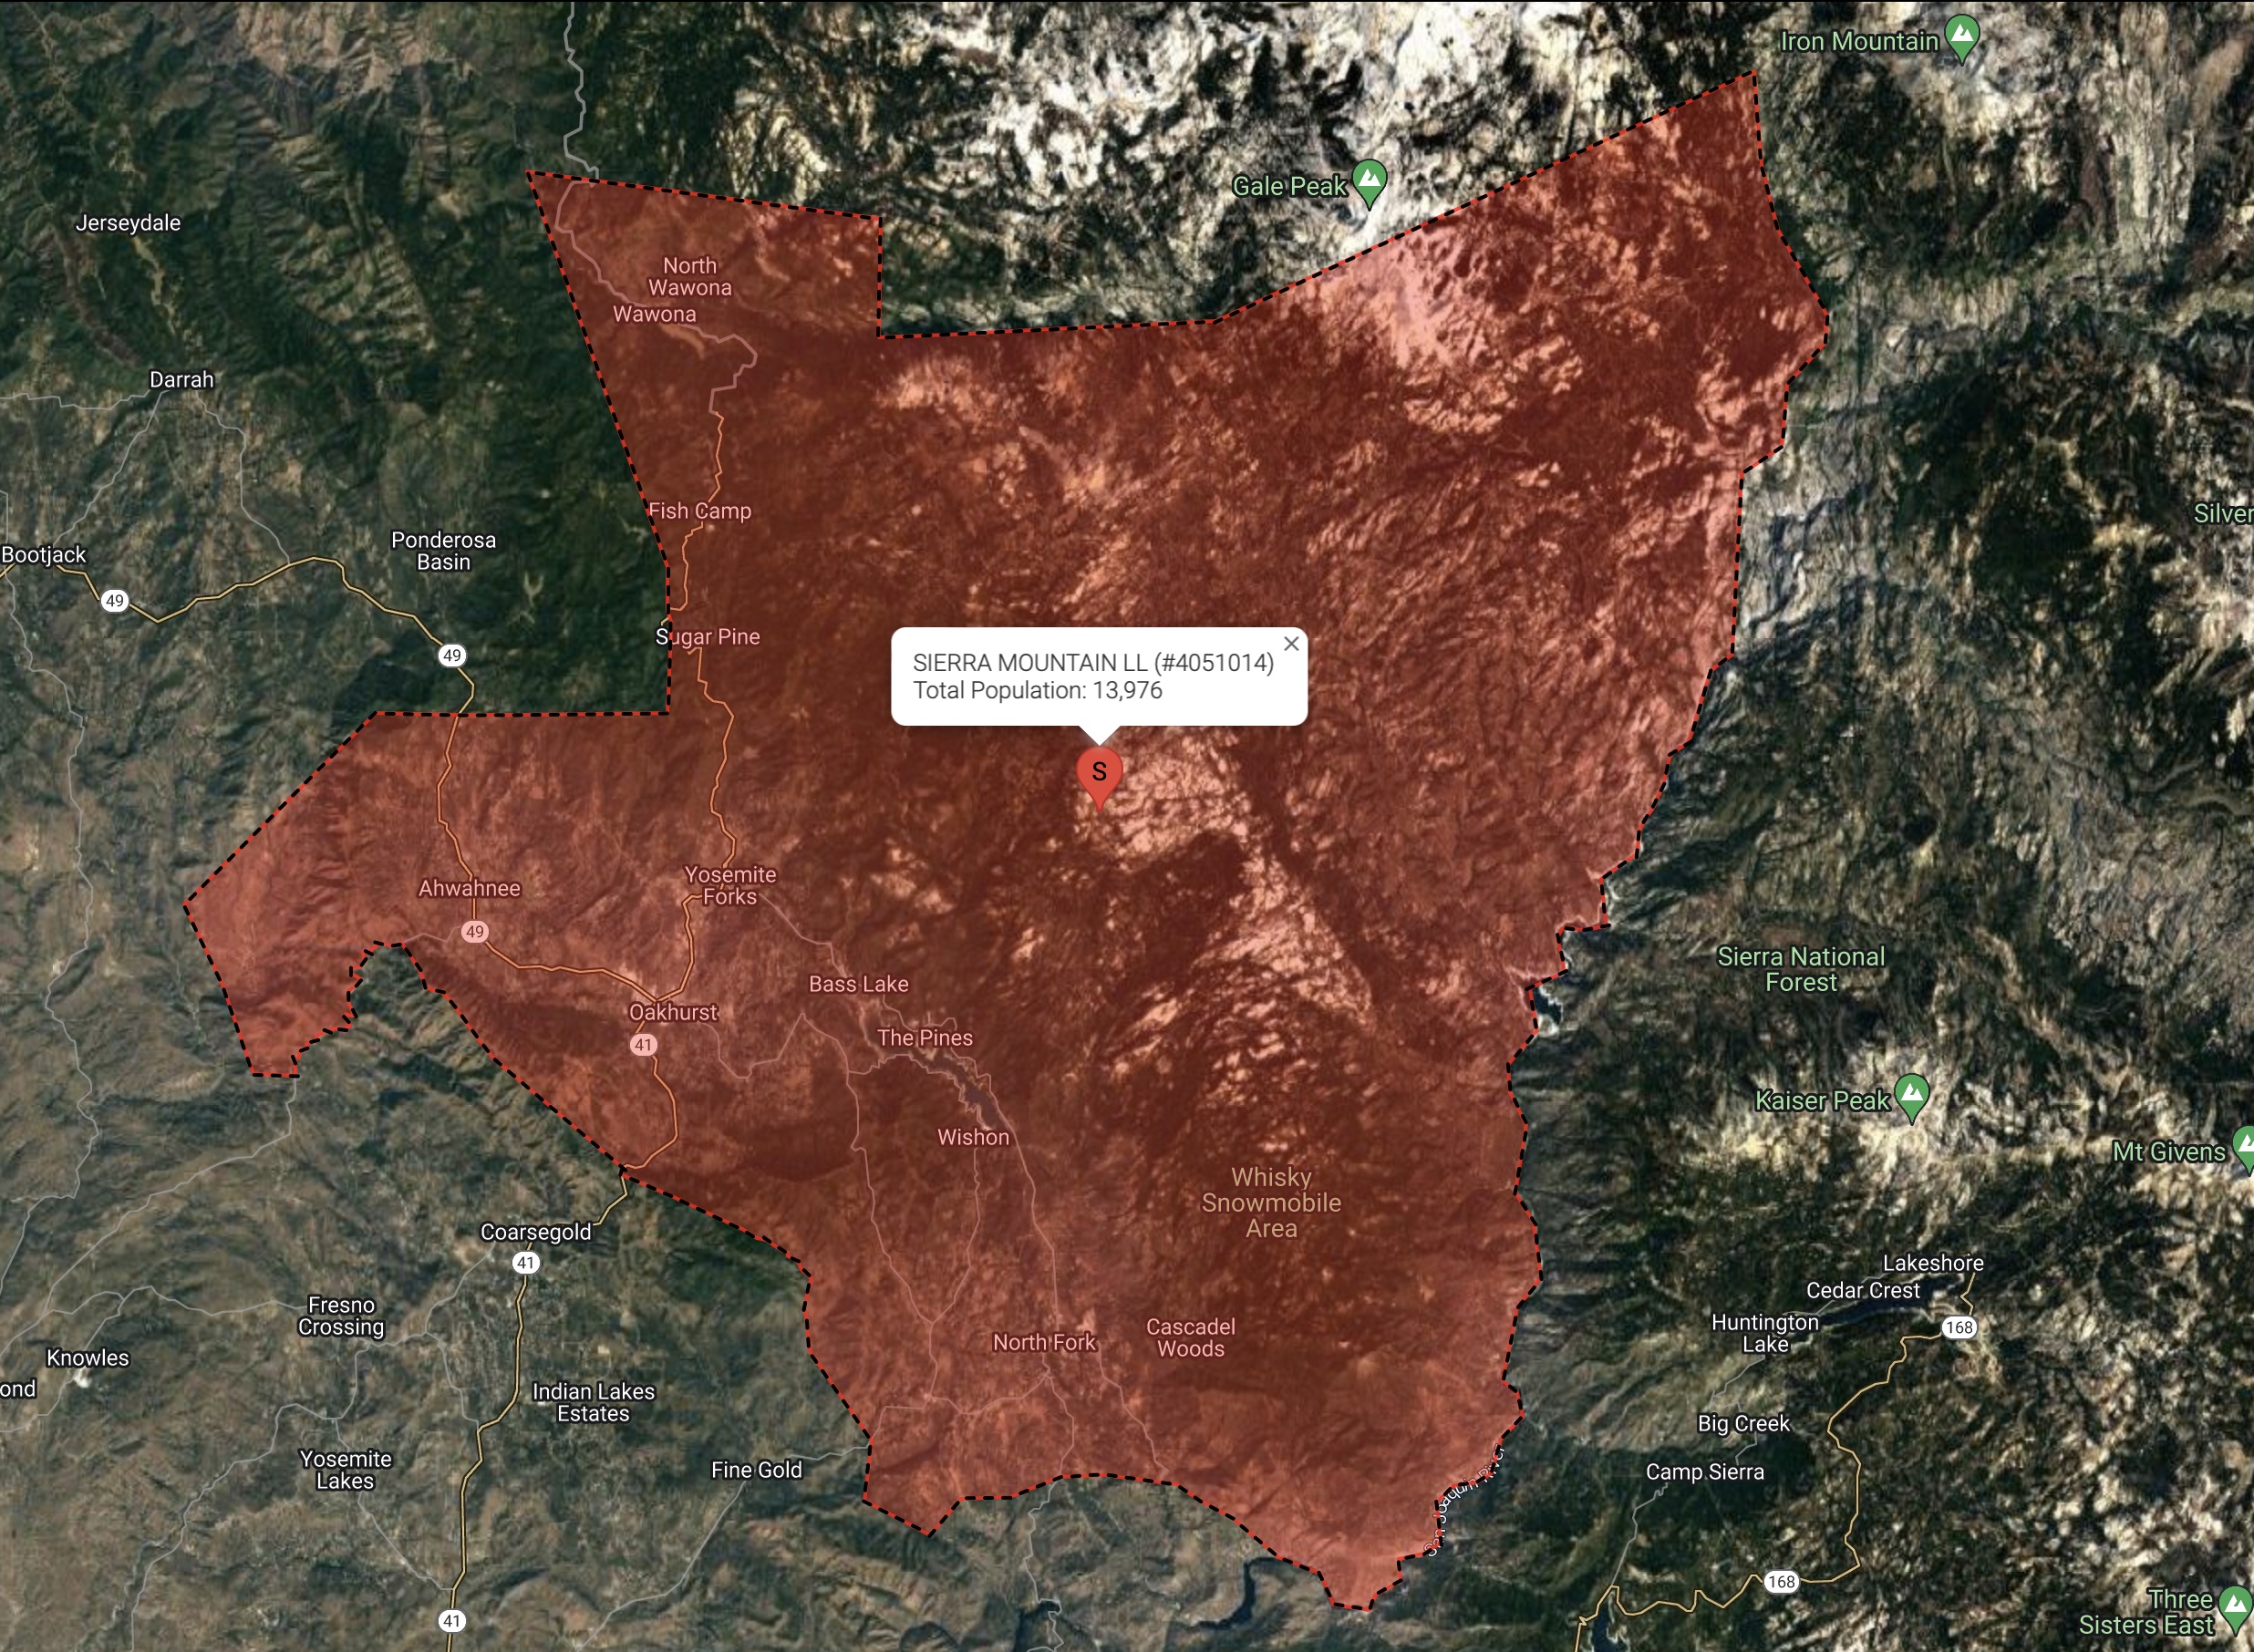 Iron Mountain
Gale Peak
Jerseydale
North
Wawona
Wawona
Darrah
Fish Camp
Silver
Bootjack
Ponderosa
Basin
49
49
Sugar Pine
SIERRA MOUNTAIN LL (#4051014)
Total Population: 13,976
S
Ahwahnee
Yosemite
Forks
49
Sierra National
Forest
Bass Lake
Oakhurst
The Pines
41
Kaiser Peak
Wishon
Mt Givens
Whisky
Snowmobile
Area
Coarsegold
41
Lakeshore
Cedar Crest
Fresno
Crossing
Huntington
Lake
168
North Fork
Cascadel
Woods
Knowles
ond
Indian Lakes
Estates
Big Creek
Yosemite
Lakes
Fine Gold
Camp Sierra
San Joaquin River
168
Three
Sisters East
41